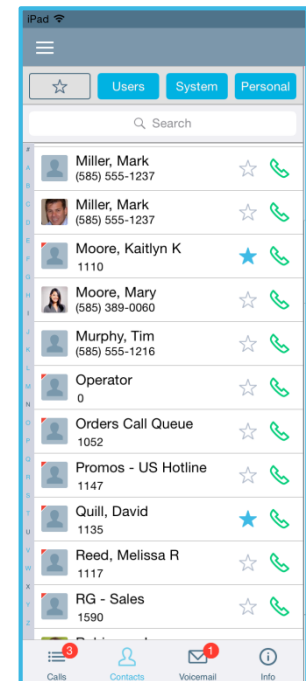 iPad
Users System Personal
Search
Miller, Mark
(585) 555-1237
Miller, Mark
(585) 555-1237
Moore, Kaitlyn K
1110
Moore, Mary
(585) 389-0060
Murphy, Tim
(585) 555-1216
Operator
0
Orders Call Queue
1052
Promos - US Hotline
1147
Quill, David
1135
Reed, Melissa R
1117
RG - Sales
1590
#
A
B
C
D
E
F
G
H
I
J
K
L
M
N
O
P
Q
R
S
T
U
V
W
X
Y
Z
3 1
Calls Contacts Voicemail Info